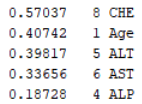 0.57037 8 CHE
0.40742 1 Age
0.39817 5 ALT
0.33656 6 AST
0.18728 4 ALP